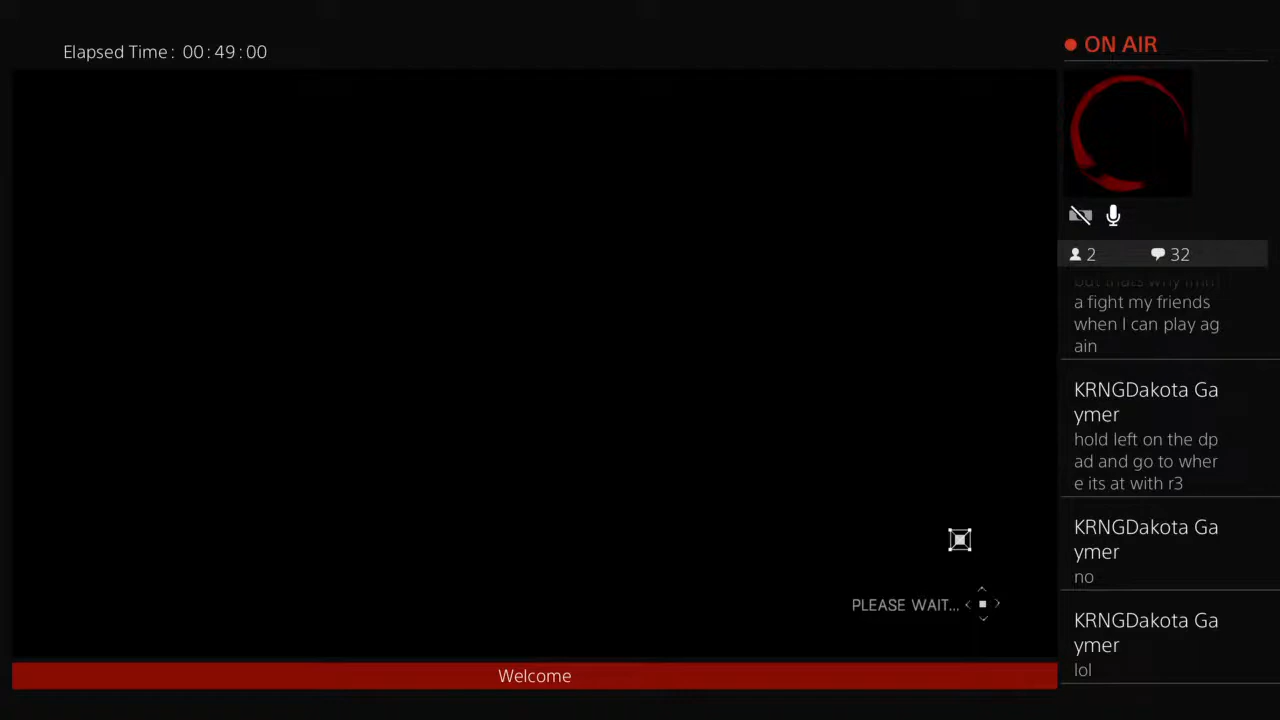 Elapsed Time: 00:49:00
ON AIR
2 32
a fight my friends
when I can play ag
ain
KRNGDakota Ga
ymer
hold left on the dp
ad and go to wher
e its at with r3
KRNGDakota Ga
ymer
no
KRNGDakota Ga
ymer
lol
PLEASE WAIT...
Welcome